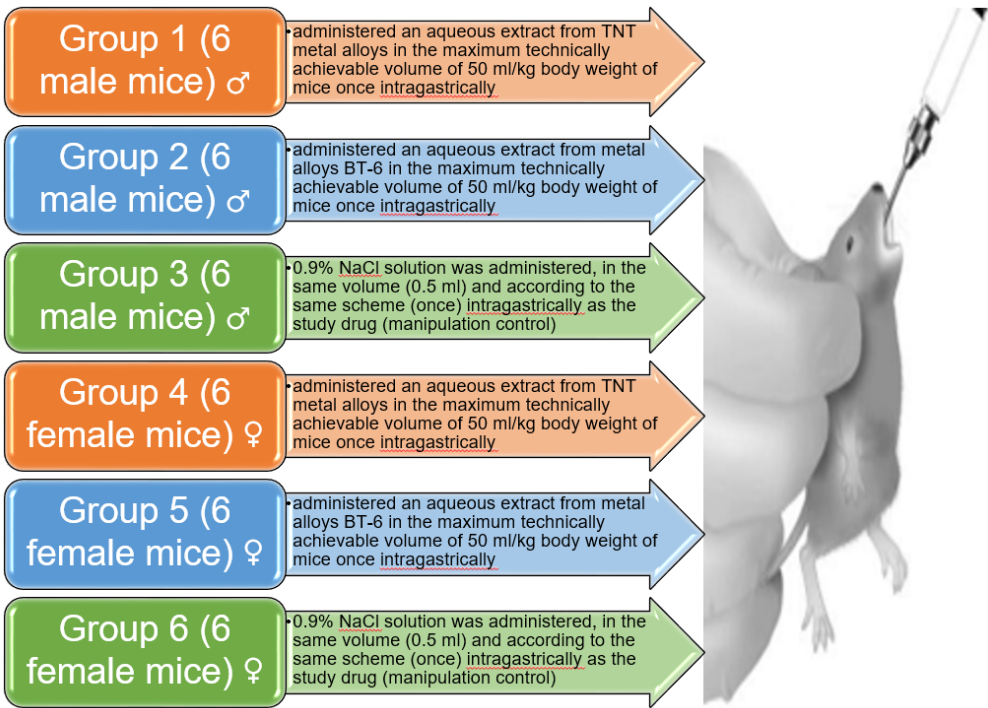 Group 1 (6
male mice) ♂
•administered an aqueous extract from TNT
metal alloys in the maximum technically
achievable volume of 50 ml/kg body weight of
mice once intragastrically
Group 2 (6
male mice) ♂
•administered an aqueous extract from metal
alloys BT-6 in the maximum technically
achievable volume of 50 ml/kg body weight of
mice once intragastrically
Group 3 (6
male mice) ♂
•0.9% NaCl solution was administered, in the
same volume (0.5 ml) and according to the
same scheme (once) intragastrically as the
study drug (manipulation control)
Group 4 (6
female mice) ♀
•administered an aqueous extract from TNT
metal alloys in the maximum technically
achievable volume of 50 ml/kg body weight of
mice once intragastrically
Group 5 (6
female mice) ♀
•administered an aqueous extract from metal
alloys BT-6 in the maximum technically
achievable volume of 50 ml/kg body weight of
mice once intragastrically
Group 6 (6
female mice) ♀
•0.9% NaCl solution was administered, in the
same volume (0.5 ml) and according to the
same scheme (once) intragastrically as the
study drug (manipulation control)